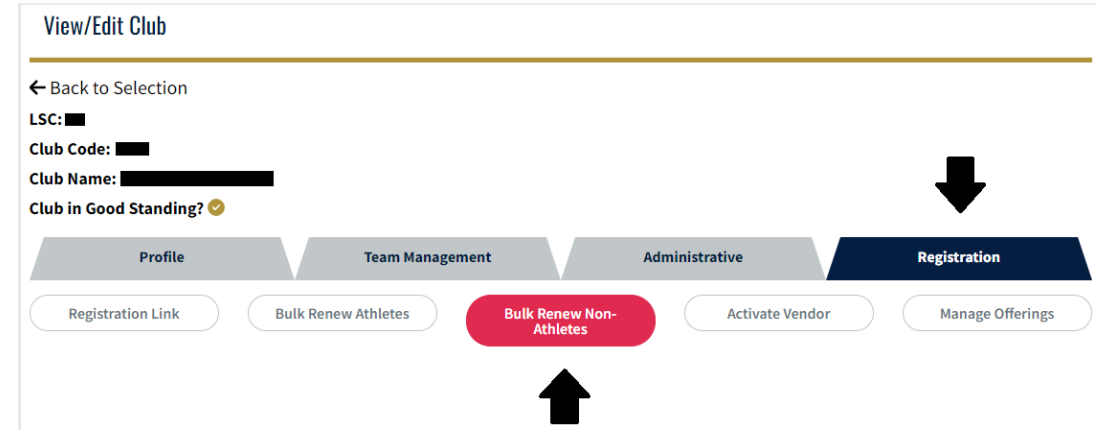 View/Edit Club
Back to Selection
LSC:
Club Code:
Club Name:
Club in Good Standing?
Profile Team Management Administrative Registration
Registration Link Bulk Renew Athletes Bulk Renew Non-
Athletes Activate Vendor Manage Offerings